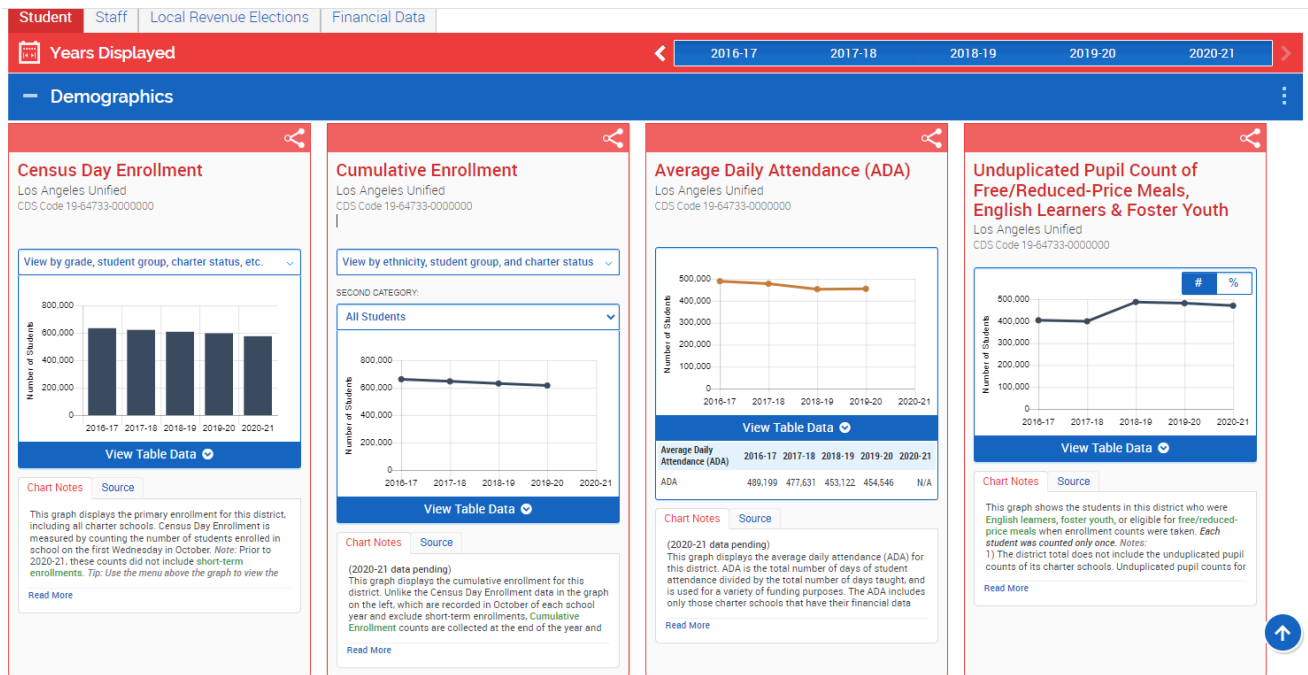 Student Staff Local Revenue Elections Financial Data
Years Displayed
2016-17 2017-18 2018-19 2019-20 2020-21
Demographics
Census Day Enrollment
Los Angeles Unified
CDS Code 19-64733-0000000
View by grade, student group, charter status, etc.
Number of Students
800,000
600,000
400,000
200,000
0
2016-17 2017-18 2018-19 2019-20 2020-21
View Table Data
Chart Notes Source
This graph displays the primary enrollment for this district,
including all charter schools. Census Day Enrollment is
measured by counting the number of students enrolled in
school on the first Wednesday in October. Note: Prior to
2020-21, these counts did not include short-term
enrollments. Tip: Use the menu above the graph to view the
Read More
Cumulative Enrollment
Los Angeles Unified
CDS Code 19-64733-0000000
View by ethnicity, student group, and charter status
SECOND CATEGORY:
All Students
Number of Students
800,000
600,000
400,000
200,000
0
2016-17 2017-18 2018-19 2019-20 2020-21
View Table Data
Chart Notes Source
(2020-21 data pending)
This graph displays the cumulative enrollment for this
district. Unlike the Census Day Enrollment data in the graph
on the left, which are recorded in October of each school
year and exclude short-term enrollments, Cumulative
Enrollment counts are collected at the end of the year and
Read More
Average Daily Attendance (ADA)
Los Angeles Unified
CDS Code 19-64733-0000000
Number of Students
500,000
400,000
300,000
200,000
100,000
0
2016-17 2017-18 2018-19 2019-20 2020-21
View Table Data
Average Daily
Attendance (ADA) 2016-17 2017-18 2018-19 2019-20 2020-21
ADA 489,199 477,631 453,122 454,546 N/A
Chart Notes Source
(2020-21 data pending)
This graph displays the average daily attendance (ADA) for
this district. ADA is the total number of days of student
attendance divided by the total number of days taught, and
is used for a variety of funding purposes. The ADA includes
only those charter schools that have their financial data
Read More
Unduplicated Pupil Count of
Free/Reduced-Price Meals,
English Learners & Foster Youth
Los Angeles Unified
CDS Code 19-64733-0000000
# %
Number of Students
500,000
400,000
300,000
200,000
100,000
0
2016-17 2017-18 2018-19 2019-20 2020-21
View Table Data
Chart Notes Source
This graph shows the students in this district who were
English learners, foster youth, or eligible for free/reduced-
price meals when enrollment counts were taken. Each
student was counted only once. Notes:
1) The district total does not include the unduplicated pupil
counts of its charter schools. Unduplicated pupil counts for
Read More